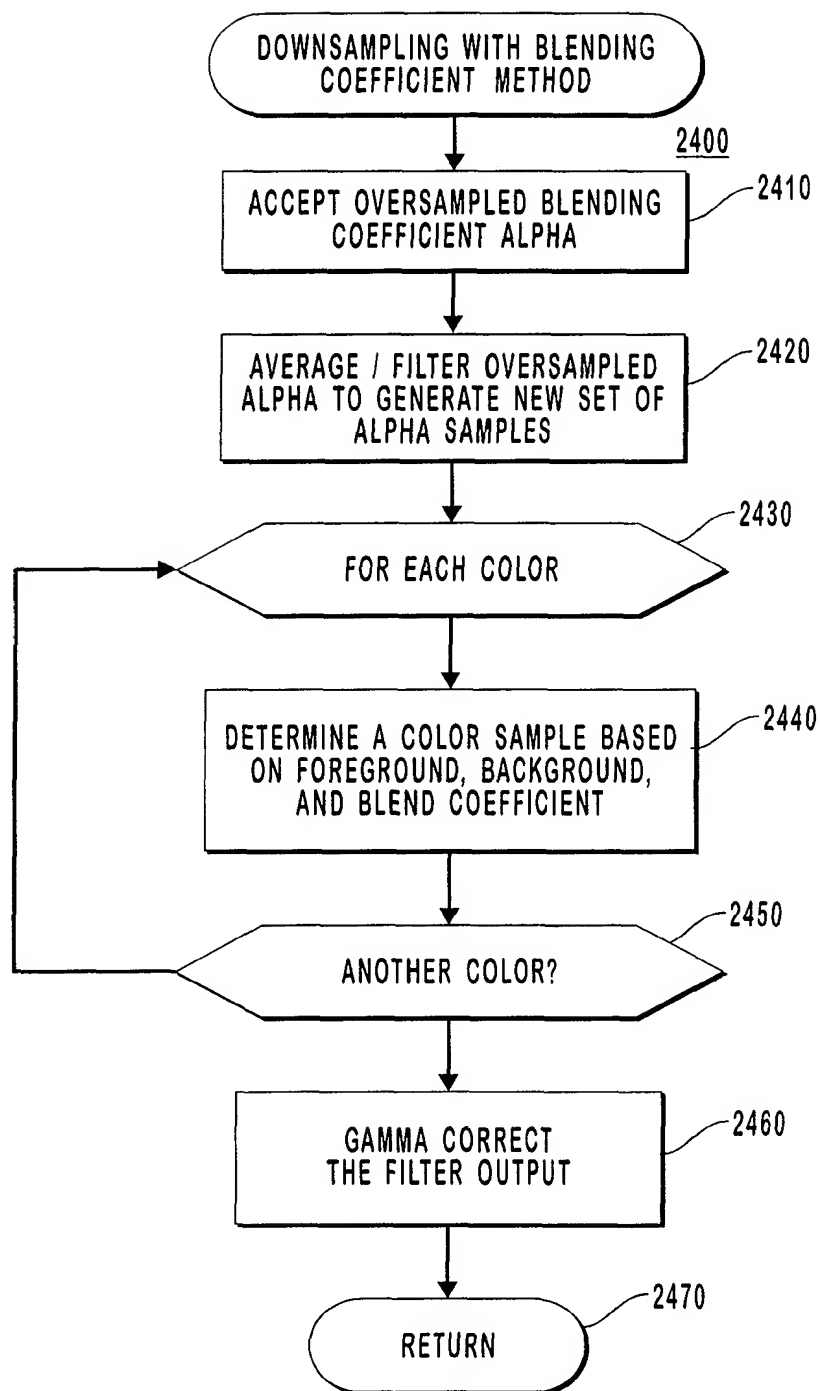 DOWNSAMPLING WITH BLENDING
COEFFICIENT METHOD
2400
ACCEPT OVERSAMPLED BLENDING
COEFFICIENT ALPHA
2410
AVERAGE / FILTER OVERSAMPLED
ALPHA TO GENERATE NEW SET OF
ALPHA SAMPLES
2420
FOR EACH COLOR
2430
DETERMINE A COLOR SAMPLE BASED
ON FOREGROUND, BACKGROUND,
AND BLEND COEFFICIENT
2440
ANOTHER COLOR?
2450
GAMMA CORRECT
THE FILTER OUTPUT
2460
RETURN
2470